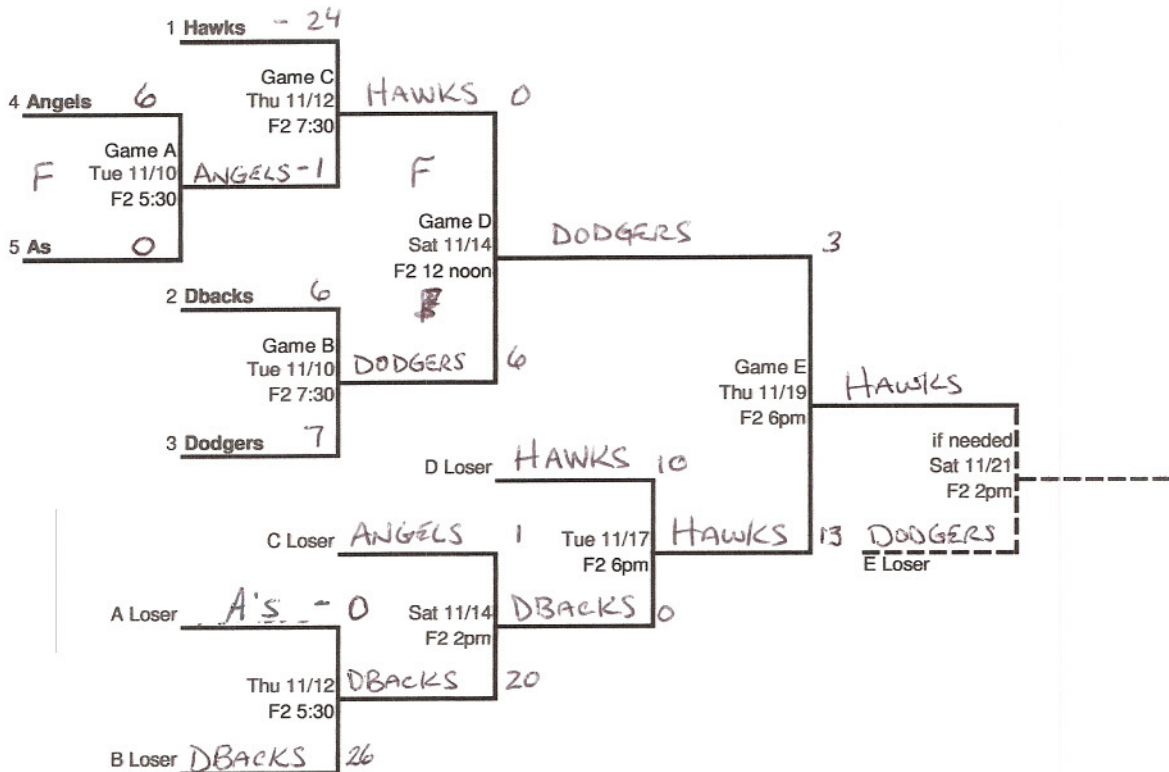 1 Hawks - 24
Game C
Thu 11/12
F2 7:30
HAWKS 0
4 Angels 6
Game A
Tue 11/10
F2 5:30
F
ANGELS - 1
5 As 0
F
Game D
Sat 11/14
F2 12 noon
DODGERS 3
2 Dbacks 6
Game B
Tue 11/10
F2 7:30
DODGERS 6
3 Dodgers 7
Game E
Thu 11/19
F2 6pm
HAWKS
if needed
Sat 11/21
F2 2pm
D Loser HAWKS 10
Tue 11/17
F2 6pm
HAWKS 13
DODGERS
E Loser
C Loser ANGELS 1
Sat 11/14
F2 2pm
DBACKS 0
A Loser A's - 0
Thu 11/12
F2 5:30
DBACKS 20
B Loser DBACKS 26